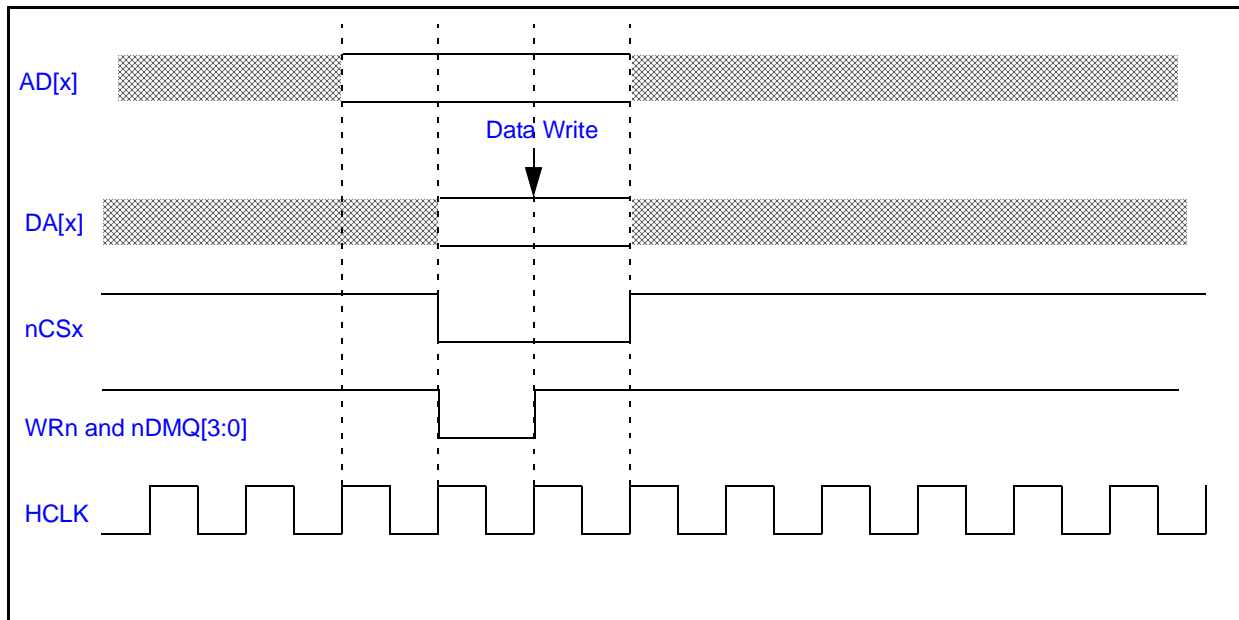 AD[x]
Data Write
DA[x]
nCSx
WRn and nDMQ[3:0]
HCLK